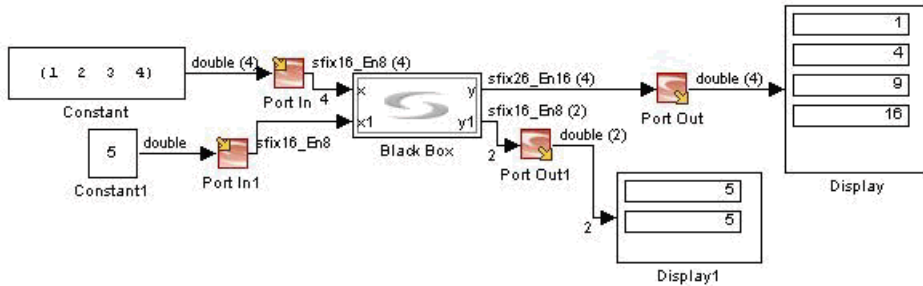 (1 2 3 4)
Constant
double (4)
Port In
sfix16_En8 (4)
4
5
Constant1
double
Port In1
sfix16_En8
x
y
x1
y1
Black Box
sfix26_En16 (4)
sfix16_En8 (2)
2
Port Out1
double (2)
2
Port Out
double (4)
1
4
9
16
Display
5
5
Display1